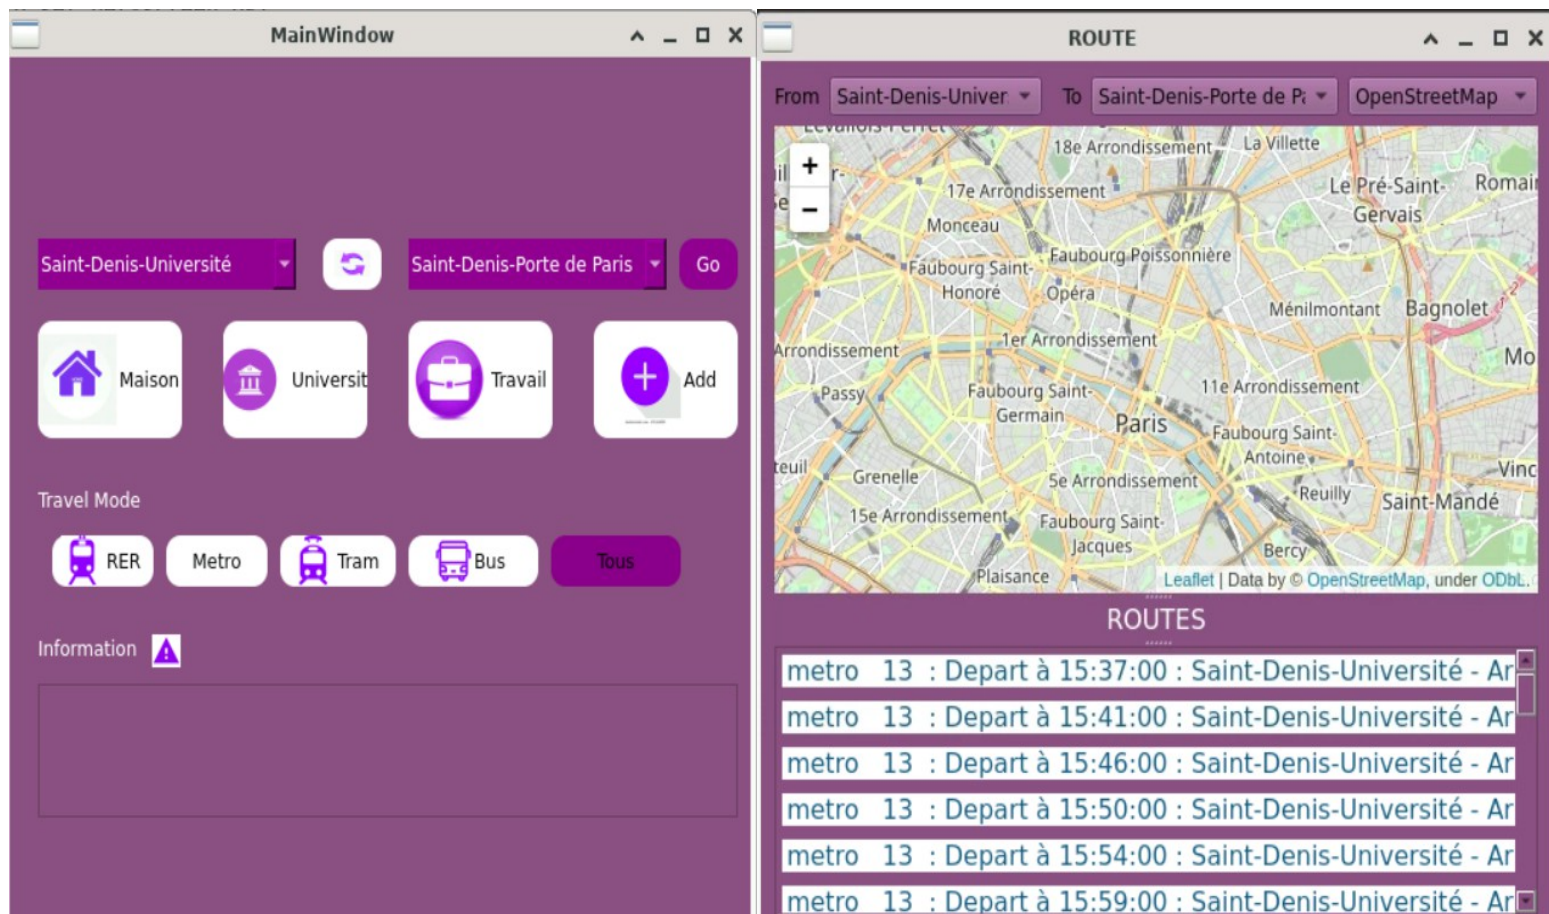 MainWindow
Saint-Denis-Université
Saint-Denis-Porte de Paris
Go
Maison
Universit
Travail
Add
Travel Mode
RER
Metro
Tram
Bus
Tous
Information
ROUTE
From
Saint-Denis-Univer
To
Saint-Denis-Porte de
OpenStreetMap
+
−
Levallois-Perret
18e Arrondissement
La Villette
17e Arrondissement
Le Pré-Saint-
Gervais
Romai
Monceau
Faubourg Poissonnière
Faubourg Saint-
Honoré
Opéra
Ménilmontant
Bagnolet
Arrondissement
1er Arrondissement
Mo
Passy
Faubourg Saint-
Germain
11e Arrondissement
Paris
Faubourg Saint-
Antoine
teuil
Grenelle
5e Arrondissement
Vinc
Reuilly
Saint-Mandé
15e Arrondissement
Faubourg Saint-
Jacques
Bercy
Plaisance
Leaflet | Data by © OpenStreetMap, under ODbL.
ROUTES
metro 13 : Depart à 15:37:00 : Saint-Denis-Université - Ar
metro 13 : Depart à 15:41:00 : Saint-Denis-Université - Ar
metro 13 : Depart à 15:46:00 : Saint-Denis-Université - Ar
metro 13 : Depart à 15:50:00 : Saint-Denis-Université - Ar
metro 13 : Depart à 15:54:00 : Saint-Denis-Université - Ar
metro 13 : Depart à 15:59:00 : Saint-Denis-Université - Ar